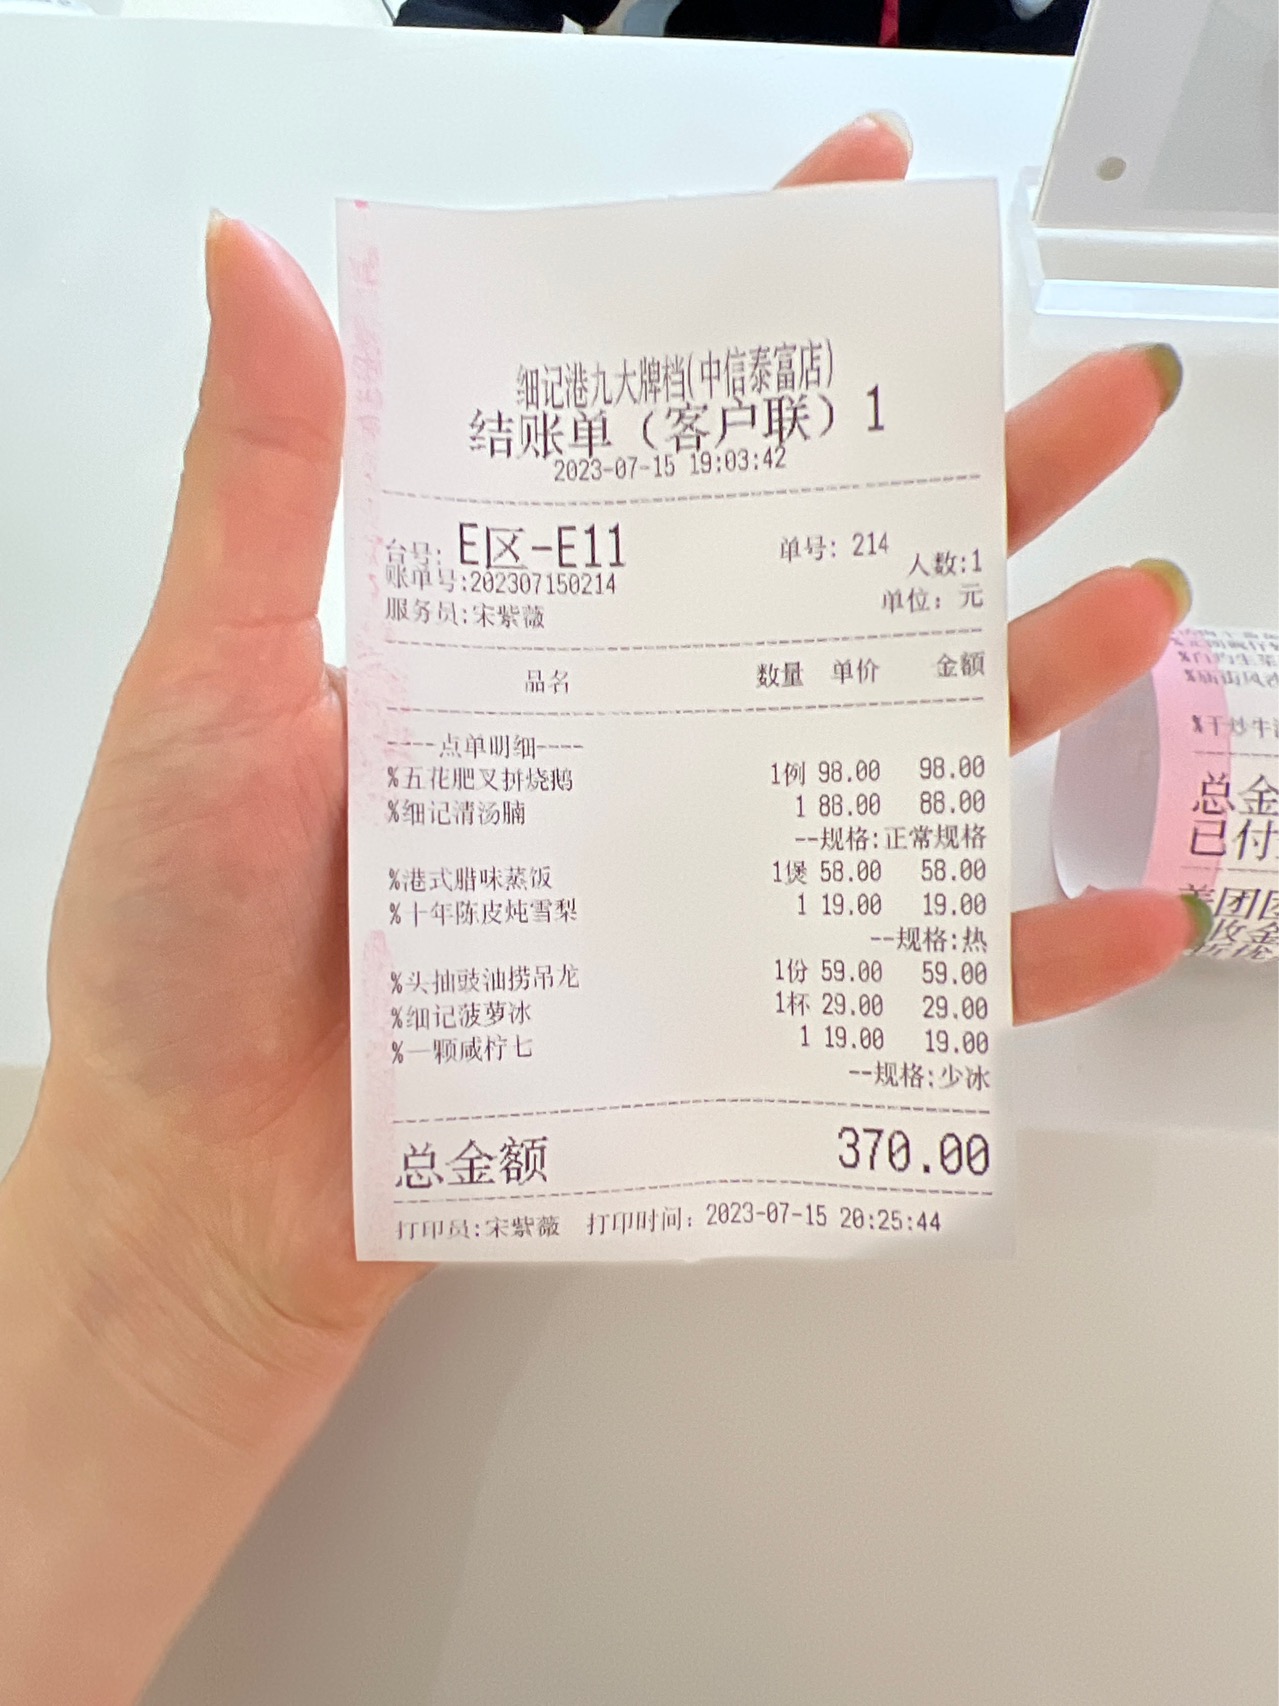 细记港九大牌档(中信泰富店)
结账单（客户联）1
2023-07-15 19:03:42
台号: E区-E11 单号: 214
人数:1
账单号:202307150214
服务员:宋紫薇 单位: 元
品名 数量 单价 金额
----点单明细----
%五花肥叉拼烧鹅 1例 98.00 98.00
%细记清汤腩 1 88.00 88.00
--规格:正常规格
%港式腊味蒸饭 1煲 58.00 58.00
%十年陈皮炖雪梨 1 19.00 19.00
--规格:热
%头抽豉油捞吊龙 1份 59.00 59.00
%细记菠萝冰 1杯 29.00 29.00
%一颗咸柠七 1 19.00 19.00
--规格:少冰
总金额 370.00
打印员:宋紫薇 打印时间: 2023-07-15 20:25:44
%干炒牛
总金
已付
美团团
收金